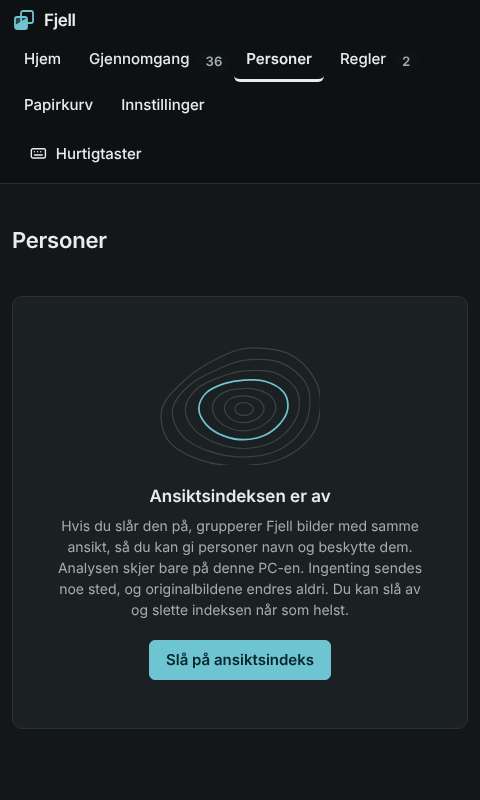 Fjell
Hjem Gjennomgang 36 Personer Regler 2
Papirkurv Innstillinger
Hurtigtaster
Personer
Ansiktsindeksen er av
Hvis du slår den på, grupperer Fjell bilder med samme
ansikt, så du kan gi personer navn og beskytte dem.
Analysen skjer bare på denne PC-en. Ingenting sendes
noe sted, og originalbildene endres aldri. Du kan slå av
og slette indeksen når som helst.
Slå på ansiktsindeks